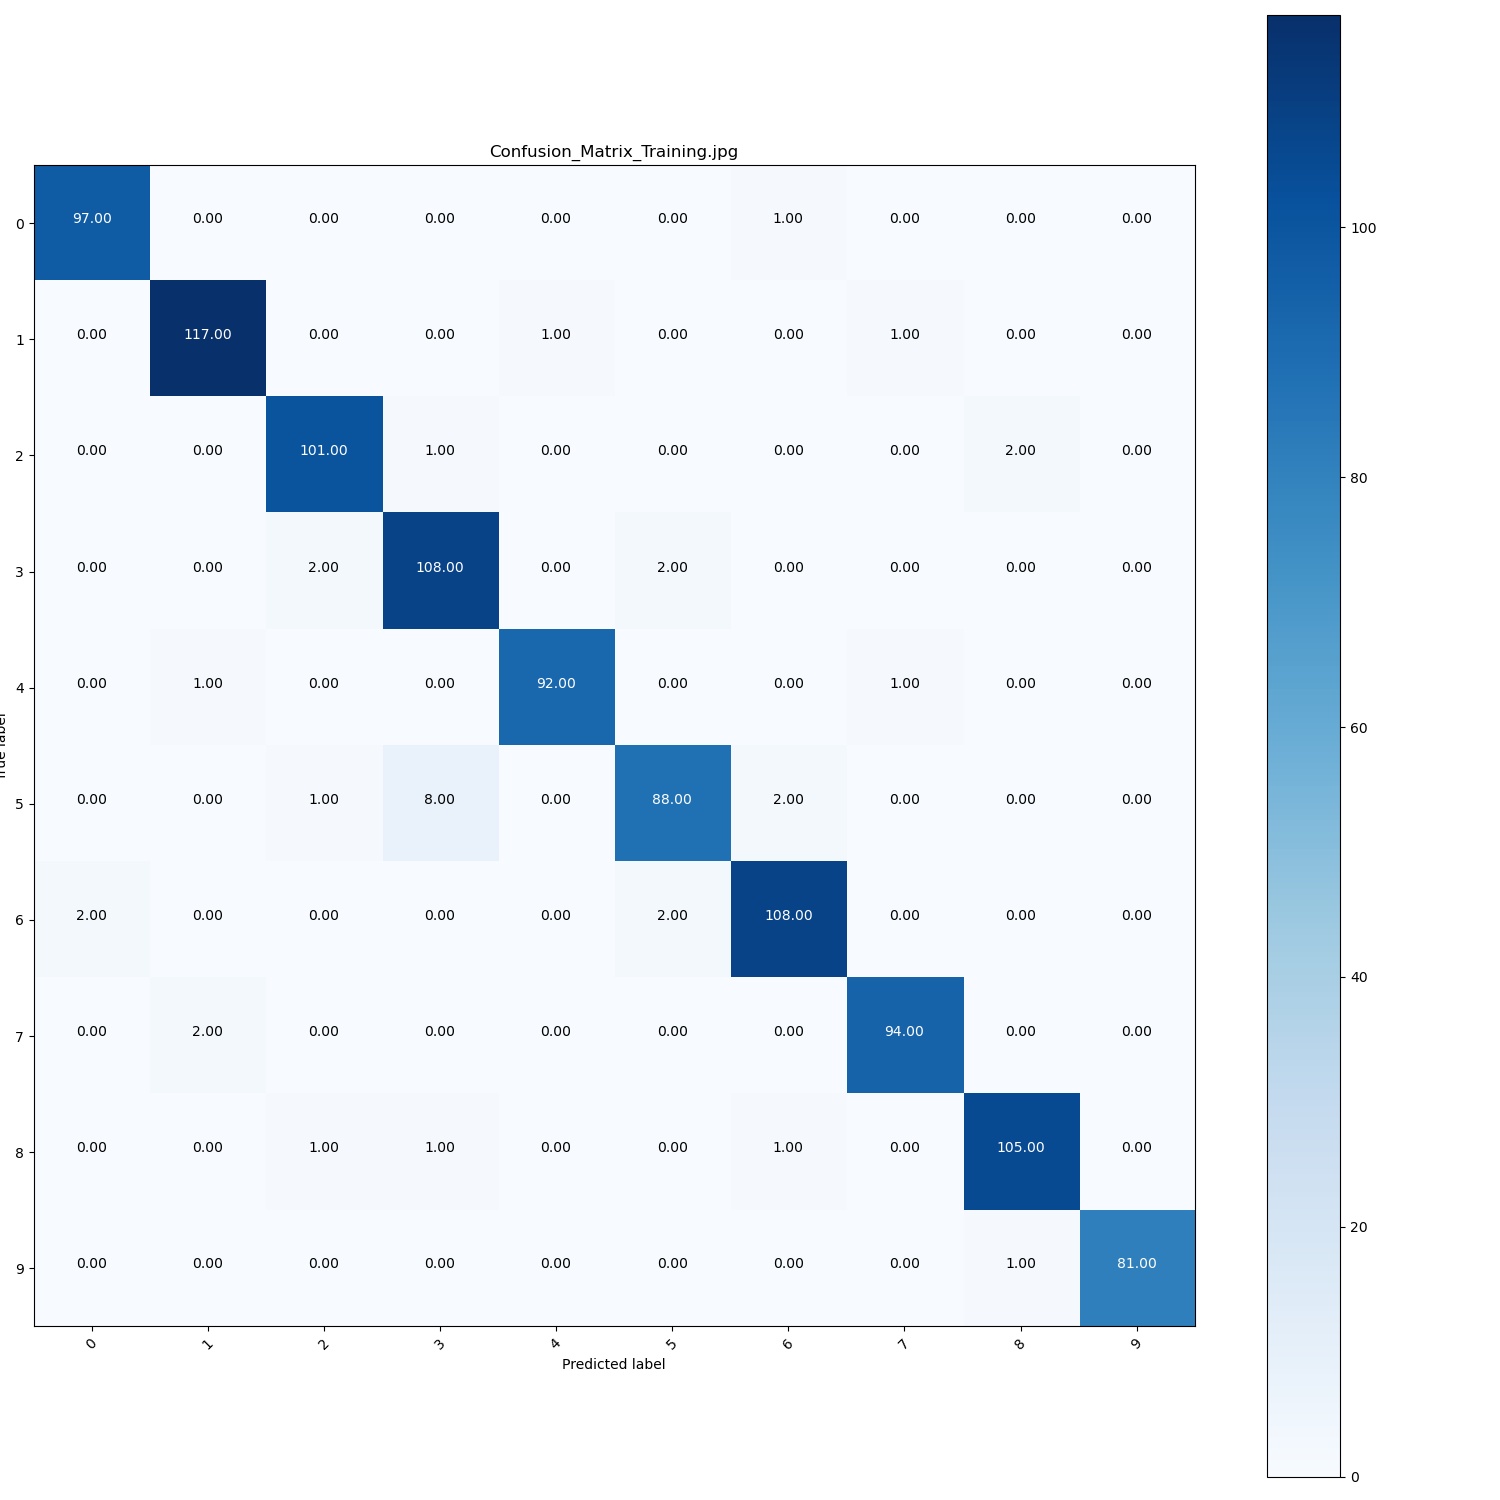 Confusion_Matrix_Training.jpg
0 97.00 0.00 0.00 0.00 0.00 0.00 1.00 0.00 0.00 0.00
1 0.00 117.00 0.00 0.00 1.00 0.00 0.00 1.00 0.00 0.00
2 0.00 0.00 101.00 1.00 0.00 0.00 0.00 0.00 2.00 0.00
3 0.00 0.00 2.00 108.00 0.00 2.00 0.00 0.00 0.00 0.00
4 0.00 1.00 0.00 0.00 92.00 0.00 0.00 1.00 0.00 0.00
5 0.00 0.00 1.00 8.00 0.00 88.00 2.00 0.00 0.00 0.00
6 2.00 0.00 0.00 0.00 0.00 2.00 108.00 0.00 0.00 0.00
7 0.00 2.00 0.00 0.00 0.00 0.00 0.00 94.00 0.00 0.00
8 0.00 0.00 1.00 1.00 0.00 0.00 1.00 0.00 105.00 0.00
9 0.00 0.00 0.00 0.00 0.00 0.00 0.00 0.00 1.00 81.00
0 1 2 3 4 5 6 7 8 9
Predicted label
True label
100
80
60
40
20
0